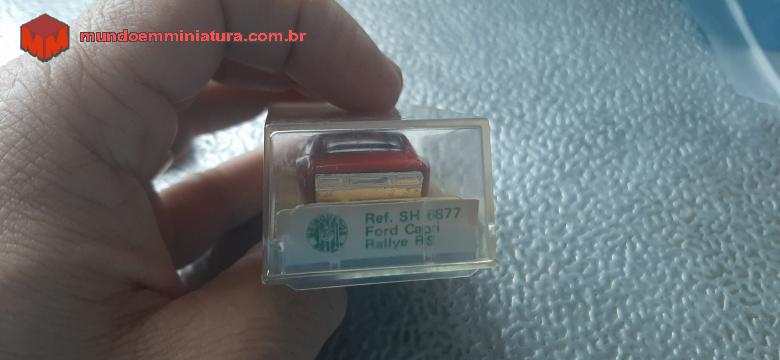 mundoemminiatura.com.br
Ref. SH 6877
Ford Capri
Rallye RS